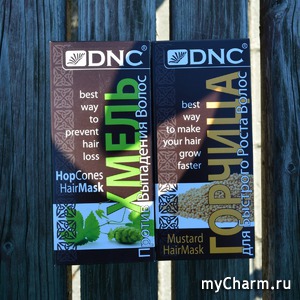 DNC®
best
way
to
prevent
hair
loss
HopCones
HairMask
ХМЕЛЬ
Против Выпадения Волос
DNC®
best
way
to make
your hair
grow
faster
Mustard
HairMask
ГОРЧИЦА
для Быстрого Роста Волос
myCharm.ru